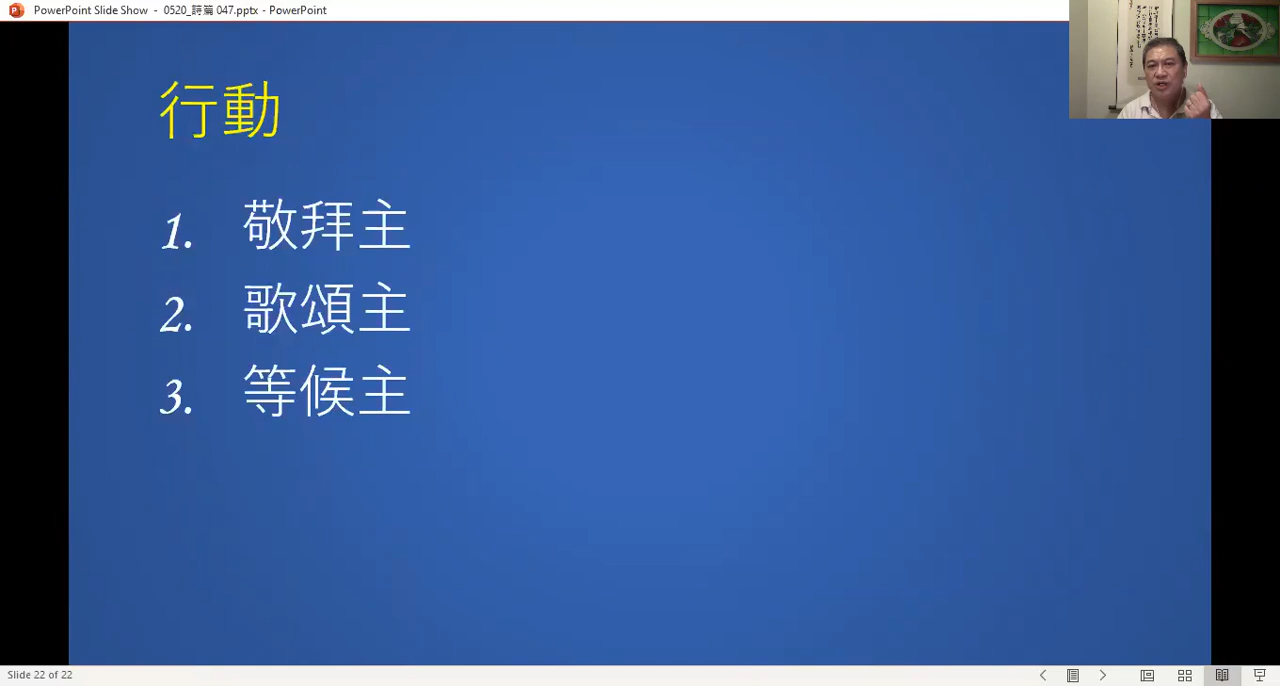 PowerPoint Slide Show - 0520_詩篇 047.pptx - PowerPoint
行動
1. 敬拜主
2. 歌頌主
3. 等候主
Slide 22 of 22